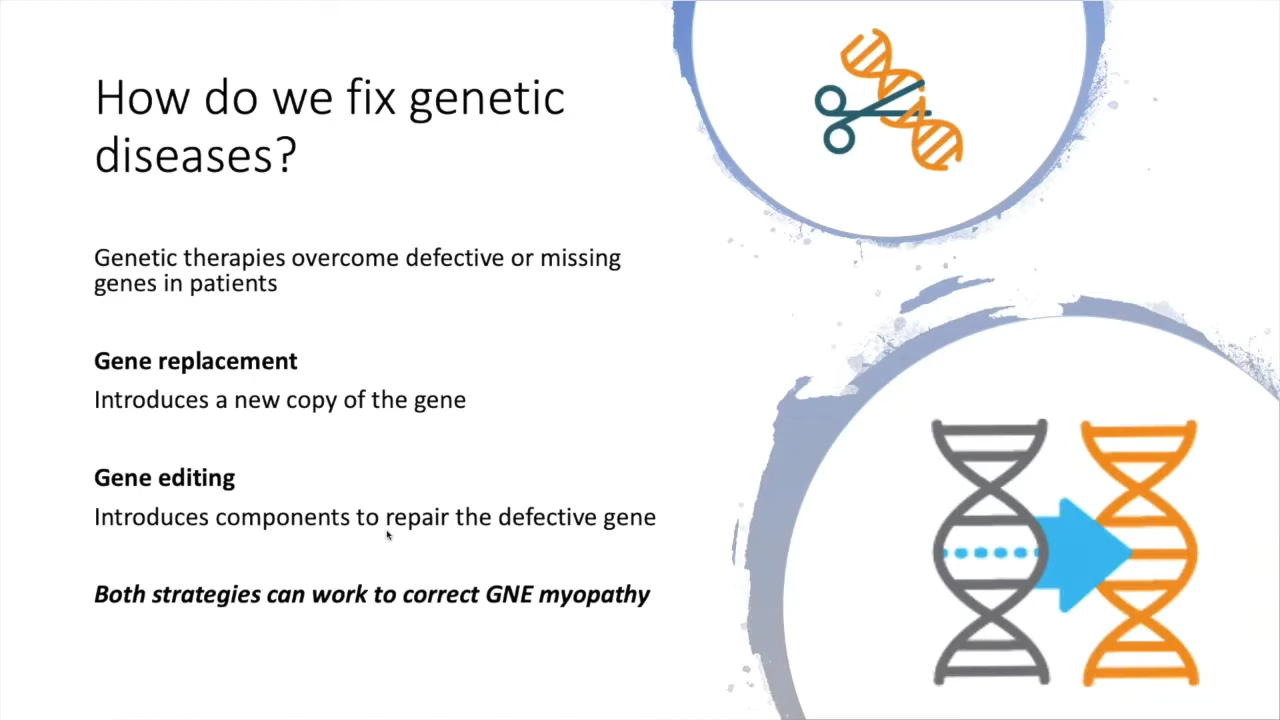 How do we fix genetic
diseases?
Genetic therapies overcome defective or missing
genes in patients
Gene replacement
Introduces a new copy of the gene
Gene editing
Introduces components to repair the defective gene
Both strategies can work to correct GNE myopathy